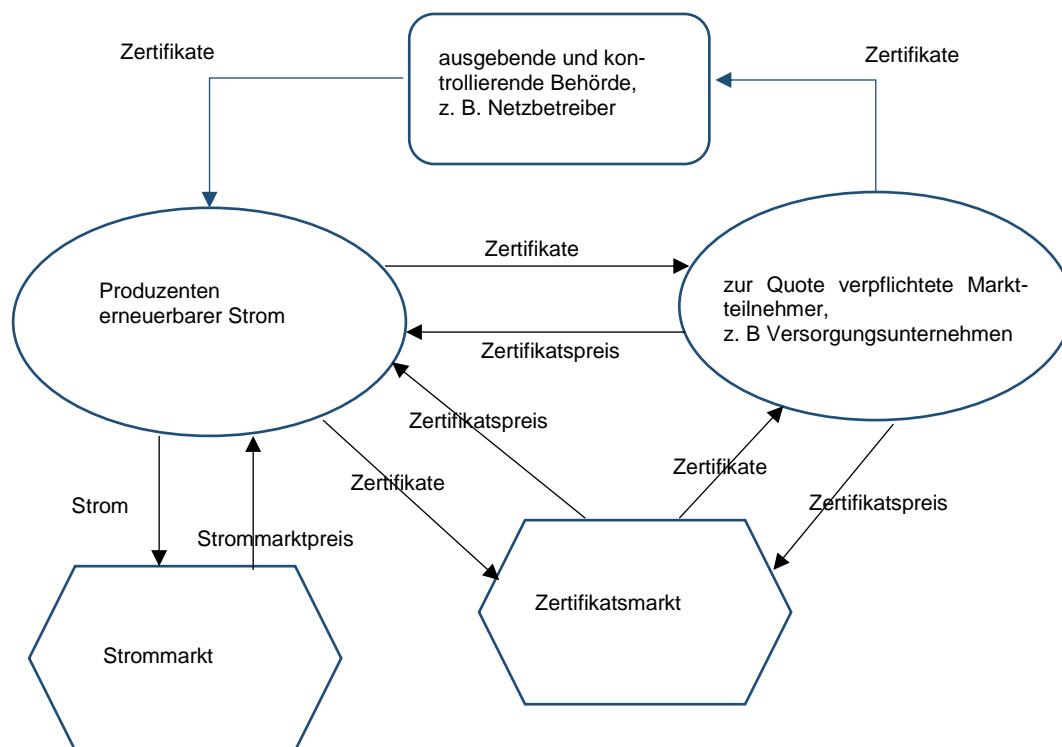 Zertifikate
ausgebende und kon-
trollierende Behörde,
z. B. Netzbetreiber
Zertifikate
Zertifikate
Produzenten
erneuerbarer Strom
zur Quote verpflichtete Markt-
teilnehmer,
z. B Versorgungsunternehmen
Zertifikatspreis
Zertifikatspreis
Zertifikate
Zertifikate
Strom
Zertifikatspreis
Strommarktpreis
Zertifikatsmarkt
Strommarkt